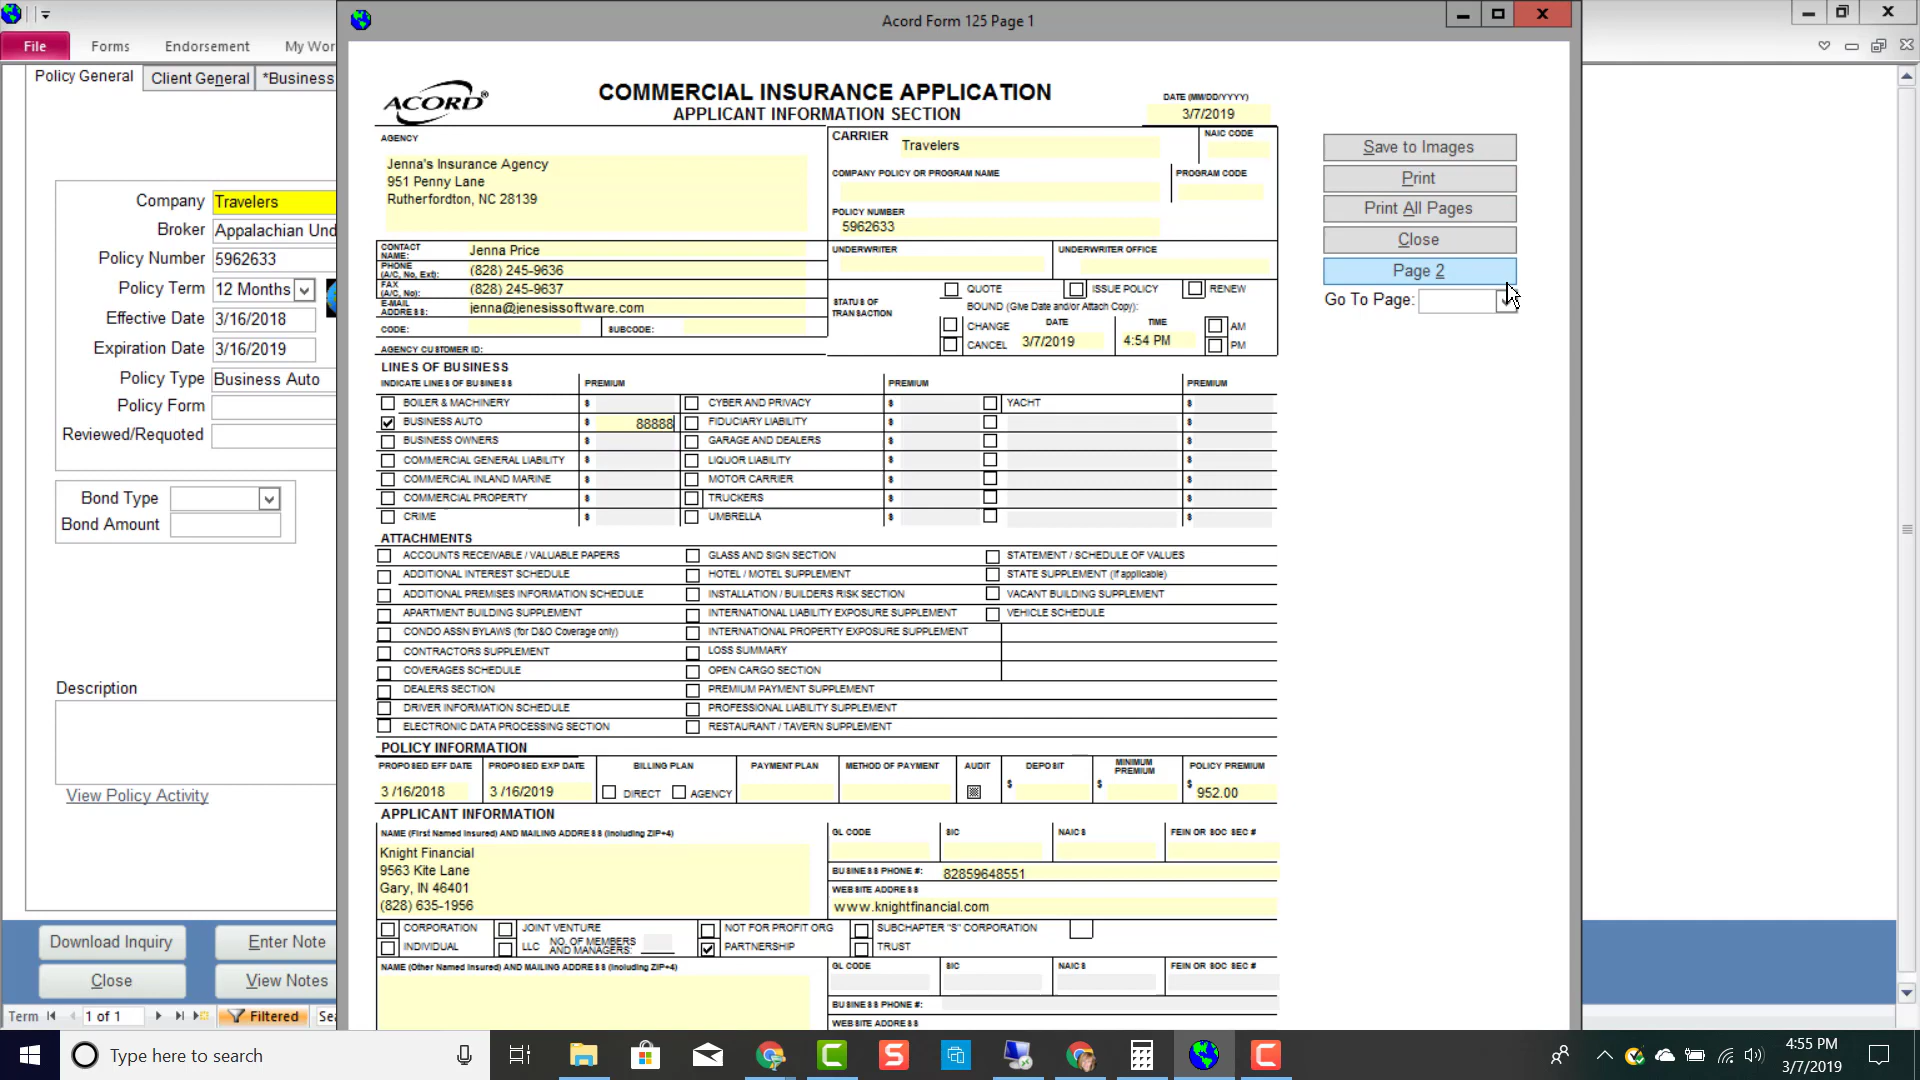 Acord Form 125 Page 1
File
Forms
Endorsement
My Wor
Policy General
Client General
*Business
Company
Travelers
Broker
Appalachian Und
Policy Number
5962633
Policy Term
12 Months
Effective Date
3/16/2018
Expiration Date
3/16/2019
Policy Type
Business Auto
Policy Form
Reviewed/Requoted
Bond Type
Bond Amount
Description
View Policy Activity
Download Inquiry
Enter Note
Close
View Notes
Term
1 of 1
Filtered
Sea
ACORD
COMMERCIAL INSURANCE APPLICATION
APPLICANT INFORMATION SECTION
DATE (MM/DD/YYYY)
3/7/2019
AGENCY
Jenna's Insurance Agency
951 Penny Lane
Rutherfordton, NC 28139
CARRIER
Travelers
NAIC CODE
COMPANY POLICY OR PROGRAM NAME
PROGRAM CODE
POLICY NUMBER
5962633
CONTACT NAME:
Jenna Price
PHONE (A/C, No, Ext):
(828) 245-9636
FAX (A/C, No):
(828) 245-9637
E-MAIL ADDRESS:
jenna@jenesissoftware.com
CODE:
SUBCODE:
AGENCY CUSTOMER ID:
UNDERWRITER
UNDERWRITER OFFICE
STATUS OF TRANSACTION
QUOTE
ISSUE POLICY
RENEW
BOUND (Give Date and/or Attach Copy):
CHANGE
DATE
TIME
AM
CANCEL
3/7/2019
4:54 PM
PM
LINES OF BUSINESS
INDICATE LINES OF BUSINESS
PREMIUM
PREMIUM
PREMIUM
BOILER & MACHINERY
$
CYBER AND PRIVACY
$
YACHT
$
BUSINESS AUTO
$
88888
FIDUCIARY LIABILITY
$
$
BUSINESS OWNERS
$
GARAGE AND DEALERS
$
$
COMMERCIAL GENERAL LIABILITY
$
LIQUOR LIABILITY
$
$
COMMERCIAL INLAND MARINE
$
MOTOR CARRIER
$
$
COMMERCIAL PROPERTY
$
TRUCKERS
$
$
CRIME
$
UMBRELLA
$
$
ATTACHMENTS
ACCOUNTS RECEIVABLE / VALUABLE PAPERS
GLASS AND SIGN SECTION
STATEMENT / SCHEDULE OF VALUES
ADDITIONAL INTEREST SCHEDULE
HOTEL / MOTEL SUPPLEMENT
STATE SUPPLEMENT (If applicable)
ADDITIONAL PREMISES INFORMATION SCHEDULE
INSTALLATION / BUILDERS RISK SECTION
VACANT BUILDING SUPPLEMENT
APARTMENT BUILDING SUPPLEMENT
INTERNATIONAL LIABILITY EXPOSURE SUPPLEMENT
VEHICLE SCHEDULE
CONDO ASSN BYLAWS (for D&O Coverage only)
INTERNATIONAL PROPERTY EXPOSURE SUPPLEMENT
CONTRACTORS SUPPLEMENT
LOSS SUMMARY
COVERAGES SCHEDULE
OPEN CARGO SECTION
DEALERS SECTION
PREMIUM PAYMENT SUPPLEMENT
DRIVER INFORMATION SCHEDULE
PROFESSIONAL LIABILITY SUPPLEMENT
ELECTRONIC DATA PROCESSING SECTION
RESTAURANT / TAVERN SUPPLEMENT
POLICY INFORMATION
PROPOSED EFF DATE
PROPOSED EXP DATE
BILLING PLAN
PAYMENT PLAN
METHOD OF PAYMENT
AUDIT
DEPOSIT
MINIMUM PREMIUM
POLICY PREMIUM
3 /16/2018
3 /16/2019
DIRECT
AGENCY
$
$
$
952.00
APPLICANT INFORMATION
NAME (First Named Insured) AND MAILING ADDRESS (including ZIP+4)
GL CODE
SIC
NAICS
FEIN OR SOC SEC #
Knight Financial
9563 Kite Lane
Gary, IN 46401
(828) 635-1956
BUSINESS PHONE #:
82859648551
WEBSITE ADDRESS
www.knightfinancial.com
CORPORATION
JOINT VENTURE
NOT FOR PROFIT ORG
SUBCHAPTER "S" CORPORATION
INDIVIDUAL
LLC
NO. OF MEMBERS AND MANAGERS:
PARTNERSHIP
TRUST
NAME (Other Named Insured) AND MAILING ADDRESS (including ZIP+4)
GL CODE
SIC
NAICS
FEIN OR SOC SEC #
BUSINESS PHONE #:
WEBSITE ADDRESS
Save to Images
Print
Print All Pages
Close
Page 2
Go To Page:
Type here to search
4:55 PM
3/7/2019